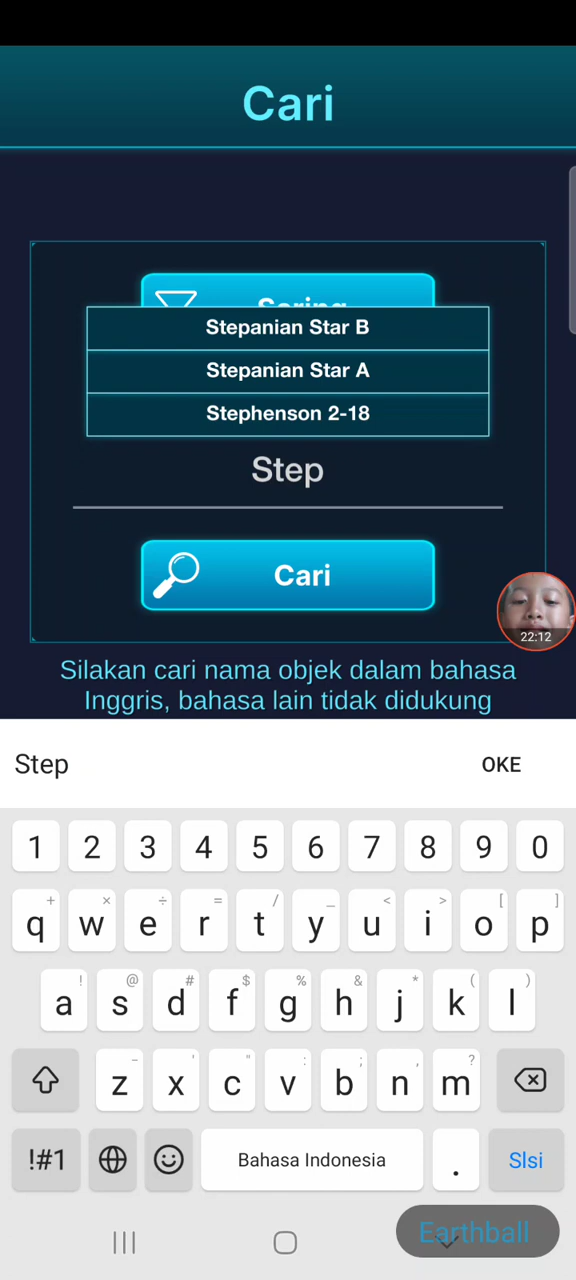 Cari
Saring
Stepanian Star B
Stepanian Star A
Stephenson 2-18
Step
Cari
22:12
Silakan cari nama objek dalam bahasa
Inggris, bahasa lain tidak didukung
Step
OKE
1 2 3 4 5 6 7 8 9 0
+ × ÷ = / _ < > [ ]
q w e r t y u i o p
! @ # $ % & * ( )
a s d f g h j k l
- ' " : ; , ?
z x c v b n m
!#1
Bahasa Indonesia
.
Slsi
Earthball